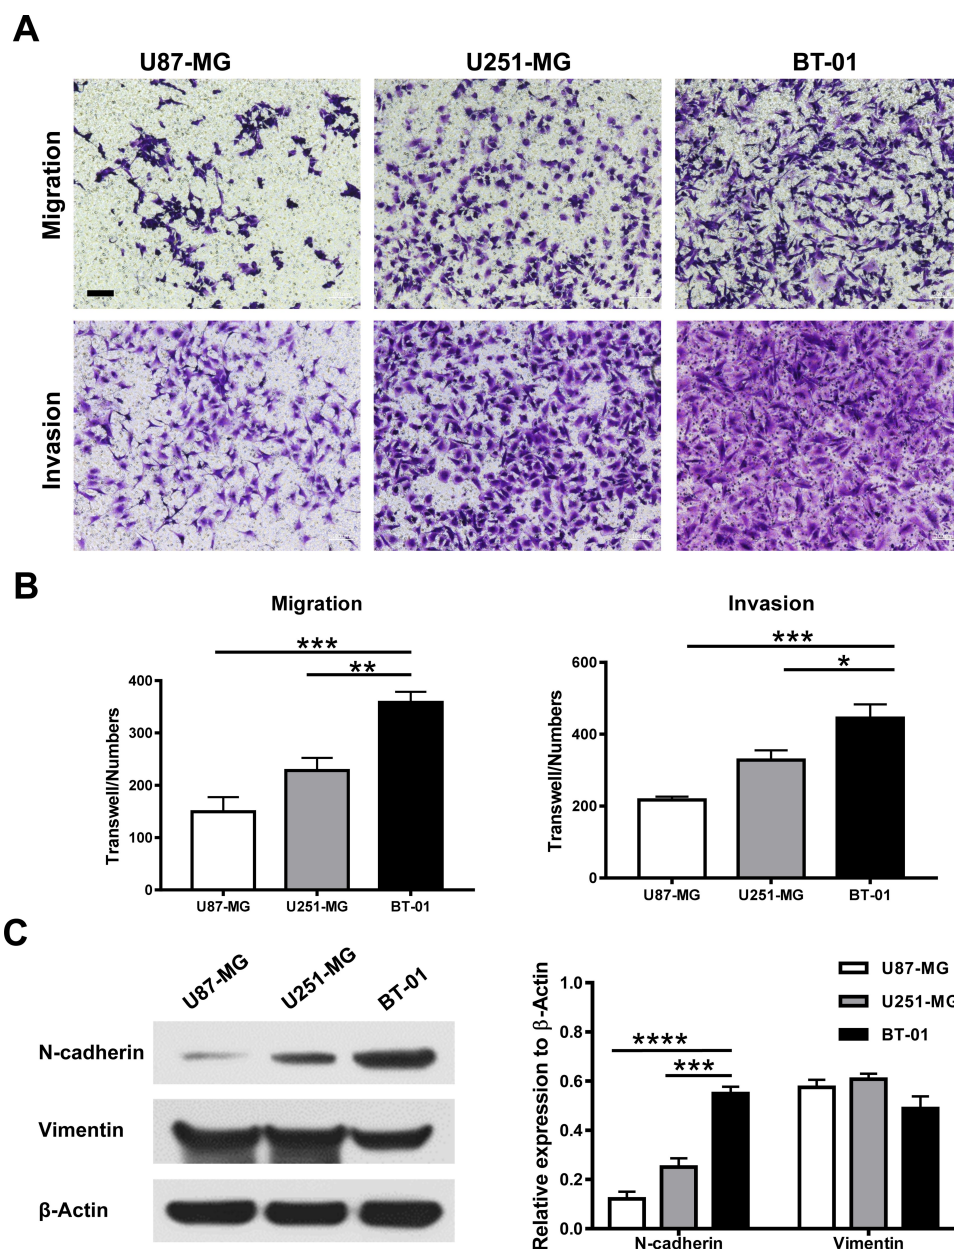 A
U87-MG
U251-MG
BT-01
Migration
Invasion
B
Migration
***
**
Transwell/Numbers
400
300
200
100
0
U87-MG
U251-MG
BT-01
Invasion
***
*
Transwell/Numbers
600
400
200
0
U87-MG
U251-MG
BT-01
C
U87-MG
U251-MG
BT-01
N-cadherin
Vimentin
β-Actin
Relative expression to β-Actin
1.0
0.8
0.6
0.4
0.2
0.0
****
***
N-cadherin
Vimentin
U87-MG
U251-MG
BT-01